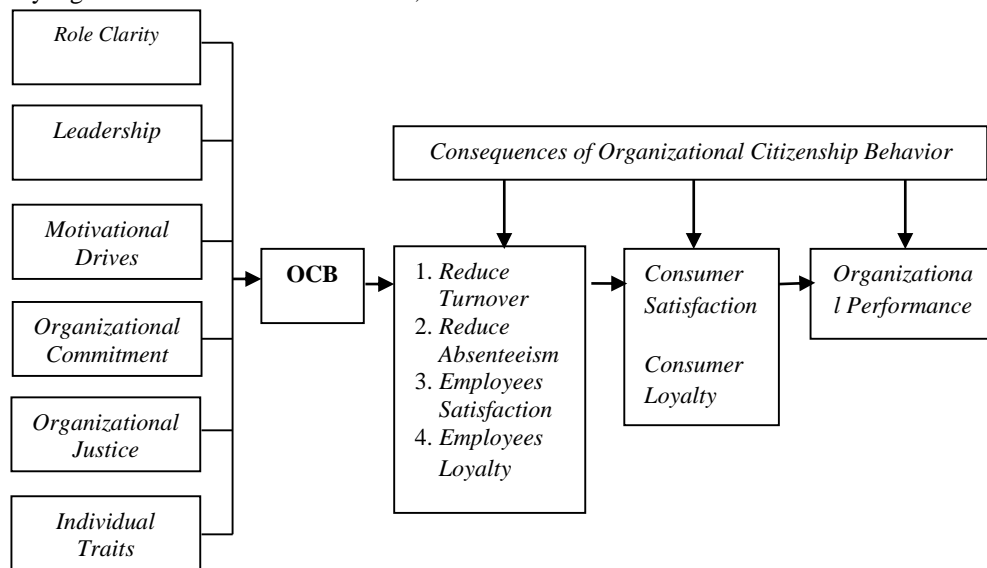 Role Clarity
Leadership
Motivational
Drives
Organizational
Commitment
Organizational
Justice
Individual
Traits
OCB
Consequences of Organizational Citizenship Behavior
1. Reduce
Turnover
2. Reduce
Absenteeism
3. Employees
Satisfaction
4. Employees
Loyalty
Consumer
Satisfaction
Consumer
Loyalty
Organizationa
l Performance